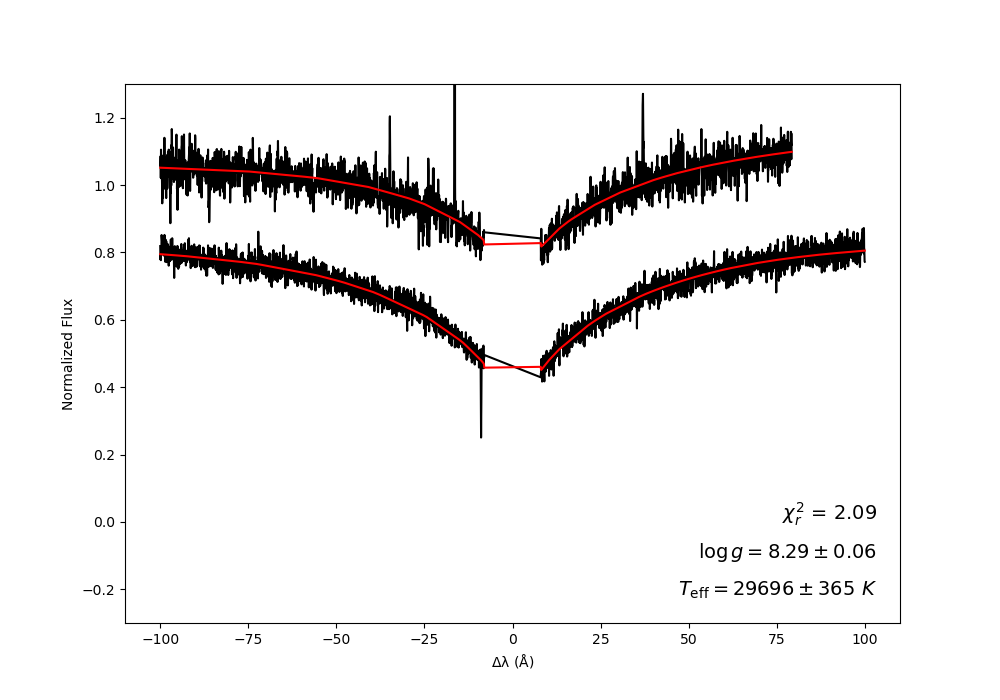 1.2
1.0
0.8
0.6
0.4
0.2
0.0
−0.2
Normalized Flux
χ²ᵣ = 2.09
log g = 8.29 ± 0.06
T_eff = 29696 ± 365 K
−100 −75 −50 −25 0 25 50 75 100
Δλ (Å)